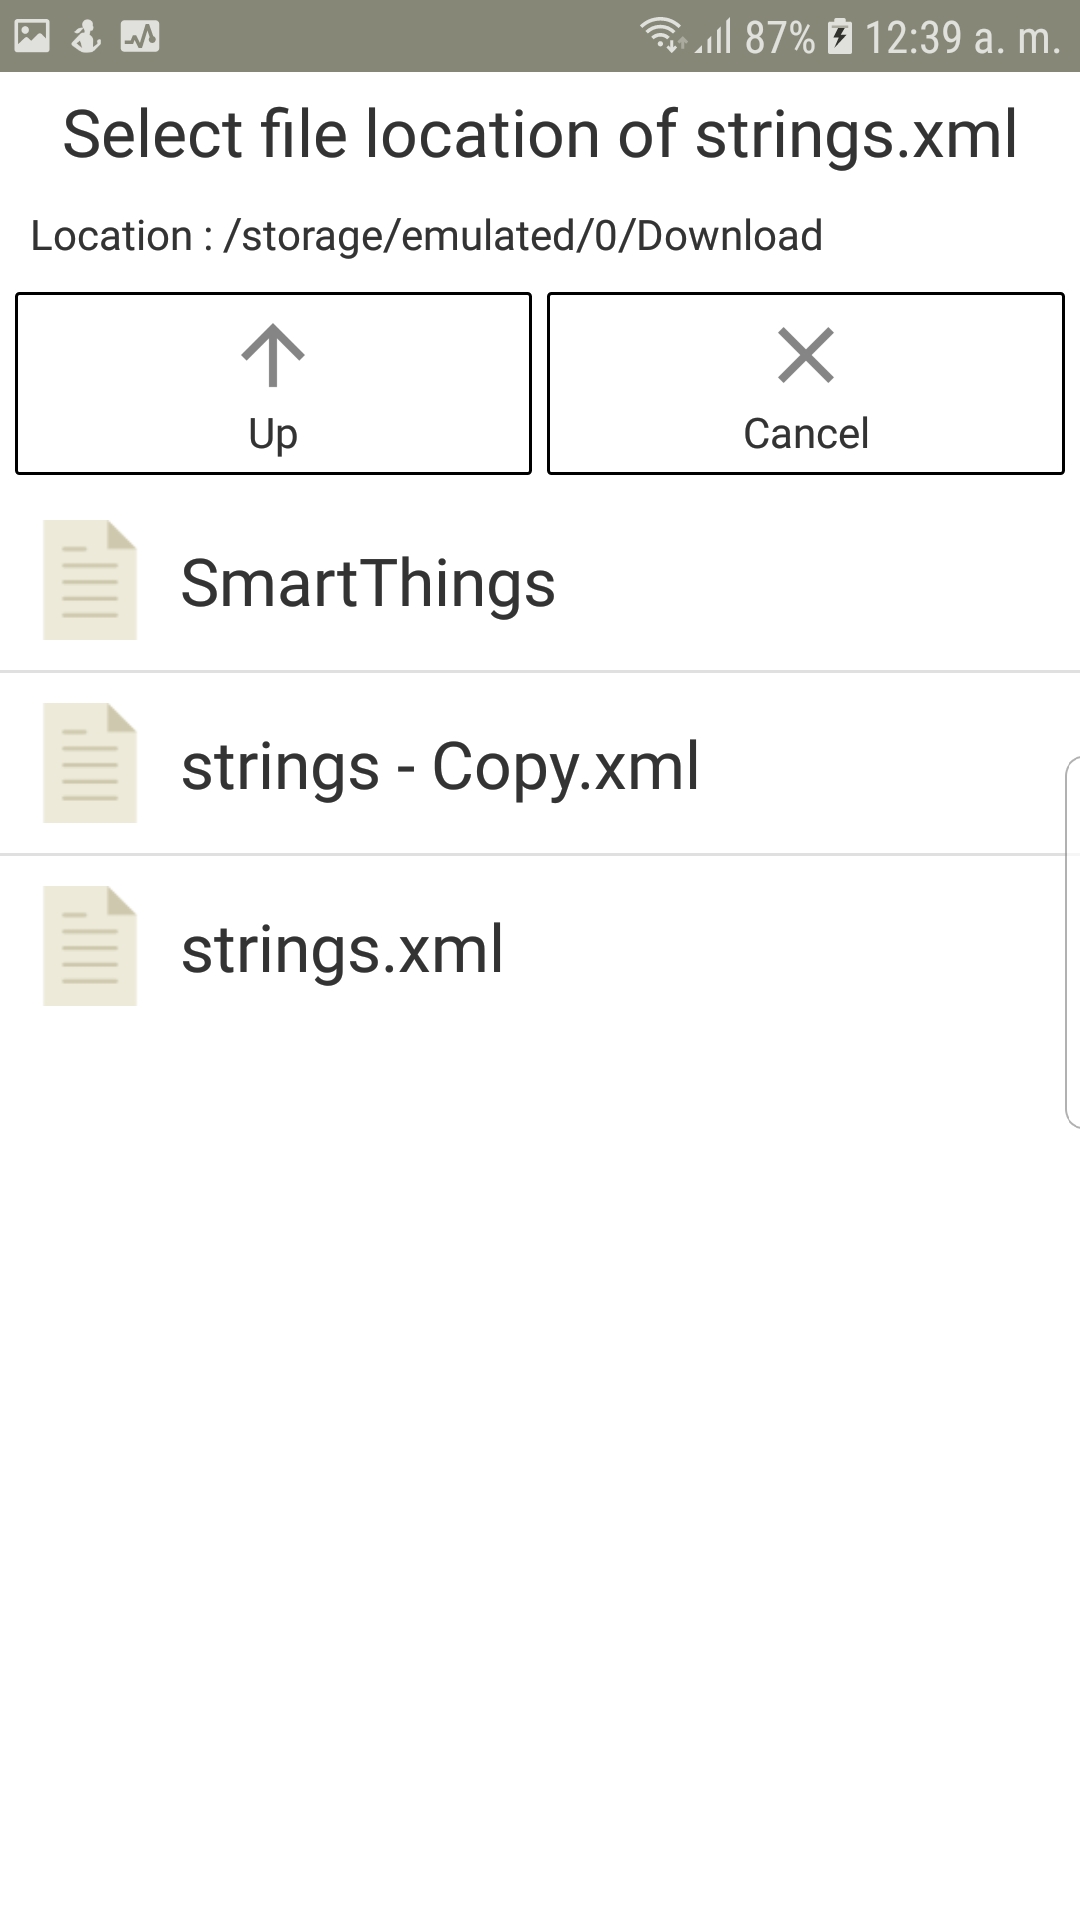 87% 12:39 a. m.
Select file location of strings.xml
Location : /storage/emulated/0/Download
Up
Cancel
SmartThings
strings - Copy.xml
strings.xml